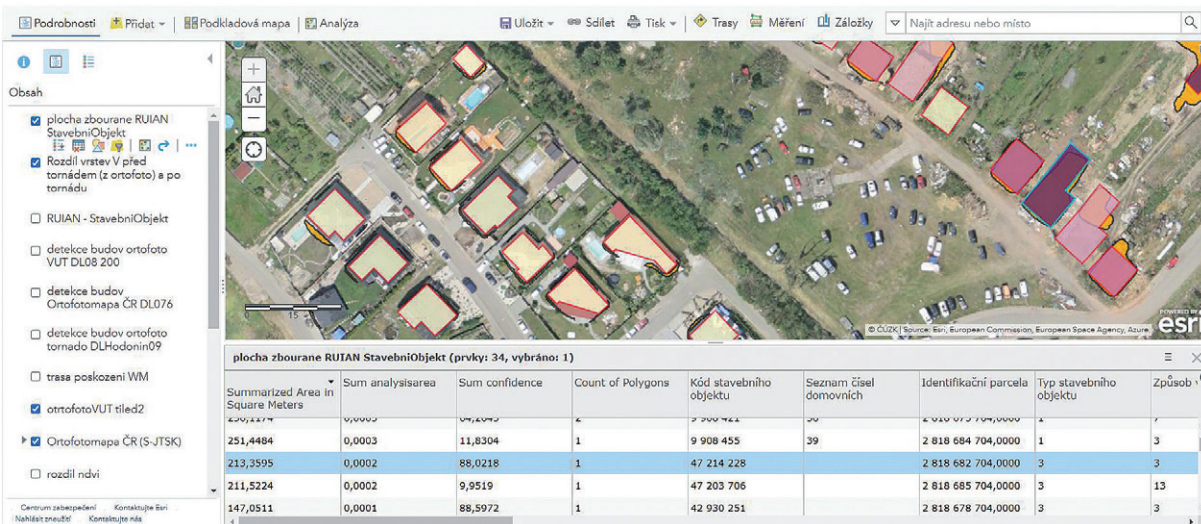 Podrobnosti Přidat Podkladová mapa Analýza Uložit Sdílet Tisk Trasy Měření Záložky Najít adresu nebo místo
Obsah
plocha zbourane RUIAN
StavebniObjekt
Rozdíl vrstev V před
tornádem (z ortofoto) a po
tornádu
RUIAN - StavebniObjekt
detekce budov ortofoto
VUT DL08 200
detekce budov
Ortofotomapa ČR DL076
detekce budov ortofoto
tornado DLHodonin09
trasa poskozeni WM
otrtofotoVUT tiled2
Ortofotomapa ČR (S-JTSK)
rozdil ndvi
Centrum zabezpečení Kontaktujte Esri
Nahlásit zneužití Kontaktujte nás
0 15
© ČÚZK | Source: Esri, European Commission, European Space Agency, Azure
POWERED BY
esri
plocha zbourane RUIAN StavebniObjekt (prvky: 34, vybráno: 1)
Summarized Area in Square Meters Sum analysisarea Sum confidence Count of Polygons Kód stavebního objektu Seznam čísel domovních Identifikační parcela Typ stavebního objektu Způsob
251,4484 0,0003 11,8304 1 9 908 455 39 2 818 684 704,0000 1 3
213,3595 0,0002 88,0218 1 47 214 228 2 818 682 704,0000 3 3
211,5224 0,0002 9,9519 1 47 203 706 2 818 685 704,0000 3 13
147,0511 0,0001 88,5972 1 42 930 251 2 818 678 704,0000 3 3